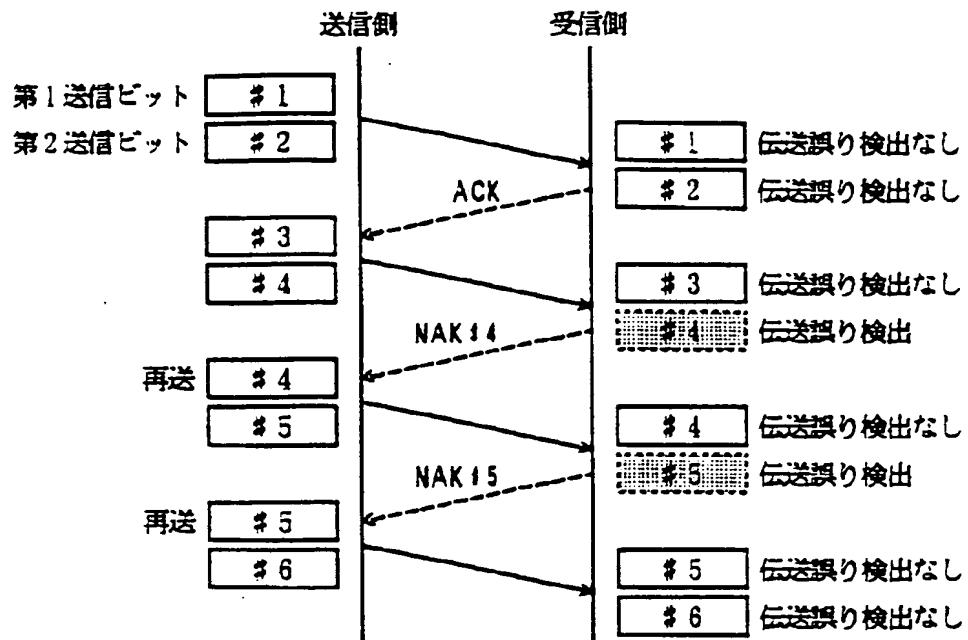 送信側 受信側
第1送信ビット #1
第2送信ビット #2
#1 伝送誤り検出なし
ACK #2 伝送誤り検出なし
#3
#4 #3 伝送誤り検出なし
NAK#4 #4 伝送誤り検出
再送 #4
#5 #4 伝送誤り検出なし
NAK#5 #5 伝送誤り検出
再送 #5
#6 #5 伝送誤り検出なし
#6 伝送誤り検出なし